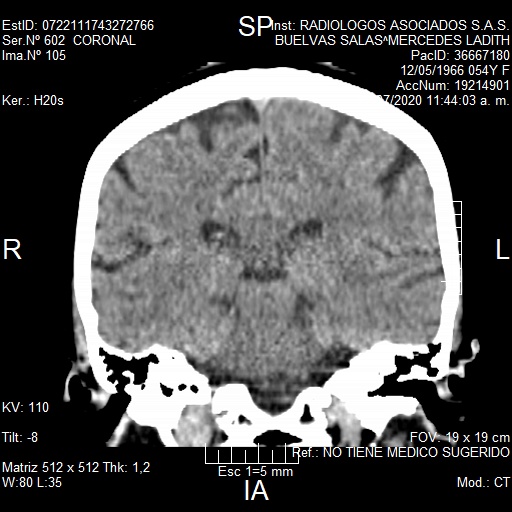 EstID: 0722111743272766
Ser.Nº 602 CORONAL
Ima.Nº 105
Ker.: H20s
SP
Inst: RADIOLOGOS ASOCIADOS S.A.S.
BUELVAS SALAS^MERCEDES LADITH
PacID: 36667180
12/05/1966 054Y F
AccNum: 19214901
07/2020 11:44:03 a. m.
R
L
KV: 110
Tilt: -8
Matriz 512 x 512 Thk: 1,2
W:80 L:35
Esc 1=5 mm
IA
FOV: 19 x 19 cm
Ref.: NO TIENE MEDICO SUGERIDO
Mod.: CT